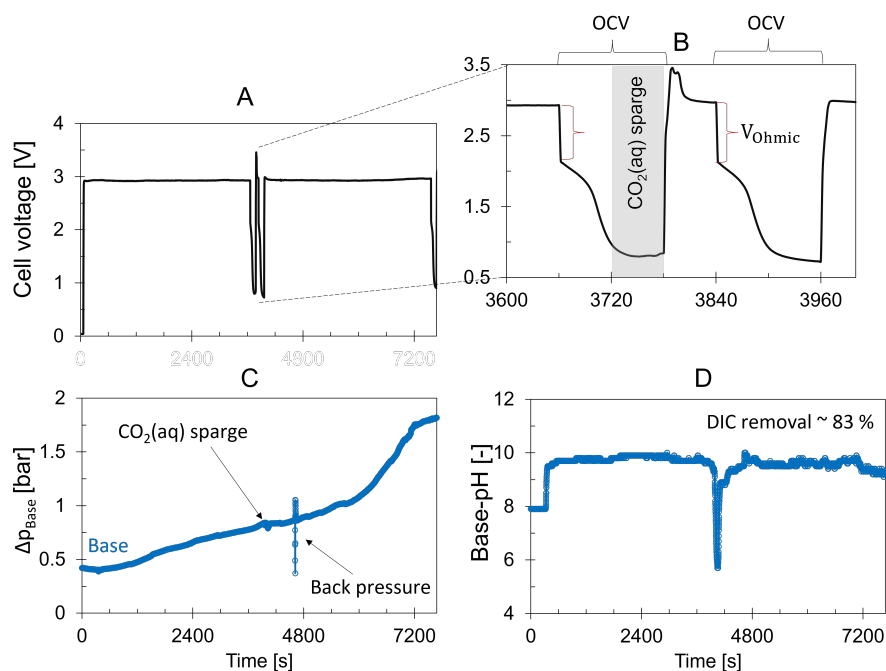 OCV
OCV
A
B
Cell voltage [V]
4
3
2
1
0
0
2400
4800
7200
3.5
2.5
1.5
0.5
3600
3720
3840
3960
CO₂(aq) sparge
V_Ohmic
C
D
Δp_Base [bar]
2
1.5
1
0.5
0
0
2400
4800
7200
Time [s]
CO₂(aq) sparge
Base
Back pressure
Base-pH [-]
12
10
8
6
4
0
2400
4800
7200
Time [s]
DIC removal ~ 83 %